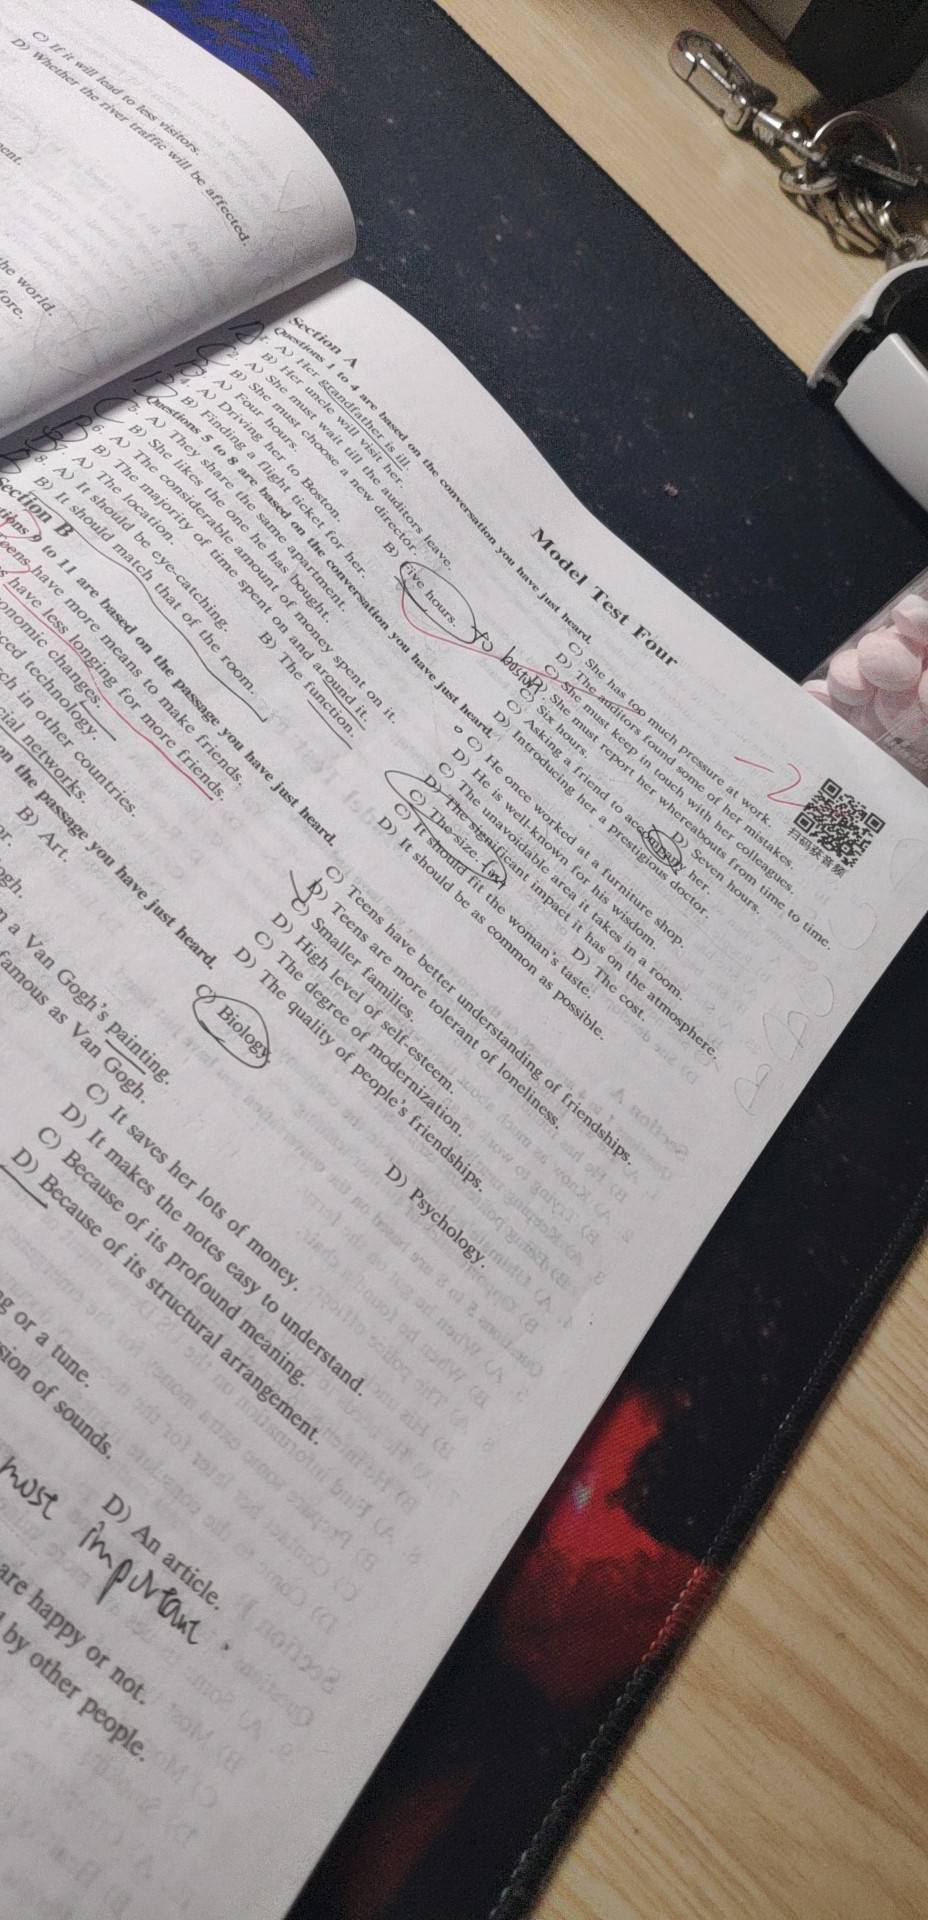 C) If it will lead to less visitors.
D) Whether the river traffic will be affected.
he world.
fore.
Model Test Four
扫码获音频
-2
Section A
Questions 1 to 4 are based on the conversation you have just heard.
1. A) Her grandfather is ill. C) She has too much pressure at work.
B) Her uncle will visit her. D) The auditors found some of her mistakes.
2. A) She must wait till the auditors leave. C) She must keep in touch with her colleagues.
B) She must choose a new director. D) She must report her whereabouts from time to time.
3. A) Four hours. B) Five hours. C) Six hours. D) Seven hours.
to boston
4. A) Driving her to Boston. C) Asking a friend to accompany her.
B) Finding a flight ticket for her. D) Introducing her a prestigious doctor.
Questions 5 to 8 are based on the conversation you have just heard.
5. A) They share the same apartment. C) He once worked at a furniture shop.
B) She likes the one he has bought. D) He is well-known for his wisdom.
6. A) The considerable amount of money spent on it. C) The unavoidable area it takes in a room.
B) The majority of time spent on and around it. D) The significant impact it has on the atmosphere.
7. A) The location. B) The function. C) The size. D) The cost.
8. A) It should be eye-catching. C) It should fit the woman's taste.
B) It should match that of the room. D) It should be as common as possible.
Section B
9 to 11 are based on the passage you have just heard.
eens have more means to make friends. C) Teens have better understanding of friendships.
s have less longing for more friends. D) Teens are more tolerant of loneliness.
onomic changes. C) Smaller families.
ced technology. D) High level of self-esteem.
ch in other countries. C) The degree of modernization.
cial networks. D) The quality of people's friendships.
on the passage you have just heard.
B) Art. C) Biology. D) Psychology.
ogh.
n a Van Gogh's painting.
famous as Van Gogh.
C) It saves her lots of money.
D) It makes the notes easy to understand.
C) Because of its profound meaning.
D) Because of its structural arrangement.
g or a tune.
sion of sounds.
D) An article.
most important.
are happy or not.
by other people.